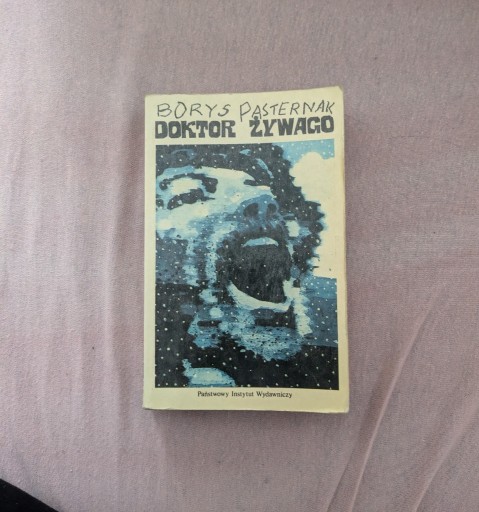 BORYS PASTERNAK
DOKTOR ŻYWAGO
Państwowy Instytut Wydawniczy